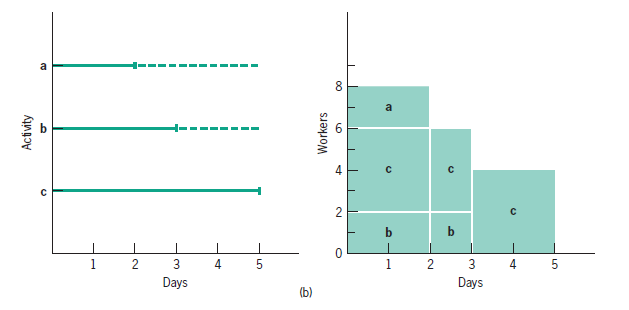 Activity
a
b
c
1 2 3 4 5
Days
(b)
Workers
8
6
4
2
0
a
c c
c
b b
1 2 3 4 5
Days